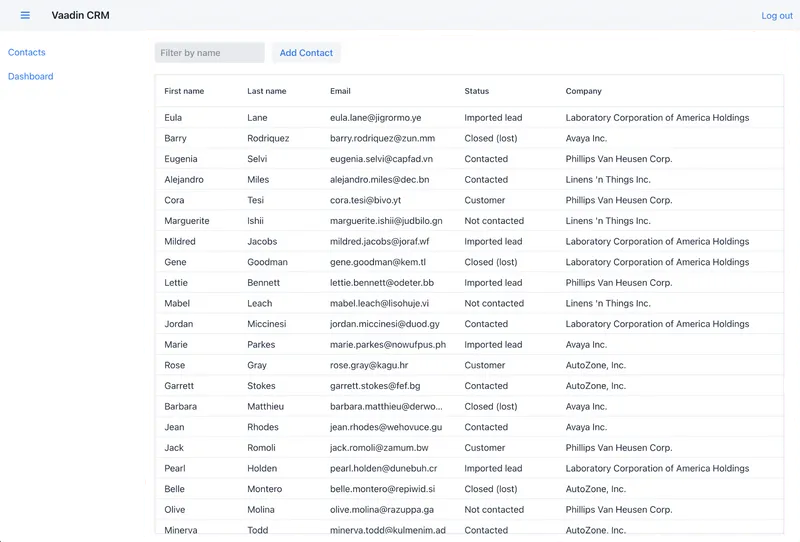 Vaadin CRM Log out
Contacts
Dashboard
Filter by name Add Contact
First name Last name Email Status Company
Eula Lane eula.lane@jigrormo.ye Imported lead Laboratory Corporation of America Holdings
Barry Rodriquez barry.rodriquez@zun.mm Closed (lost) Avaya Inc.
Eugenia Selvi eugenia.selvi@capfad.vn Contacted Phillips Van Heusen Corp.
Alejandro Miles alejandro.miles@dec.bn Contacted Linens 'n Things Inc.
Cora Tesi cora.tesi@bivo.yt Customer Phillips Van Heusen Corp.
Marguerite Ishii marguerite.ishii@judbilo.gn Not contacted Linens 'n Things Inc.
Mildred Jacobs mildred.jacobs@joraf.wf Imported lead Laboratory Corporation of America Holdings
Gene Goodman gene.goodman@kem.tl Closed (lost) Laboratory Corporation of America Holdings
Lettie Bennett lettie.bennett@odeter.bb Imported lead Phillips Van Heusen Corp.
Mabel Leach mabel.leach@lisohuje.vi Not contacted Linens 'n Things Inc.
Jordan Miccinesi jordan.miccinesi@duod.gy Contacted Laboratory Corporation of America Holdings
Marie Parkes marie.parkes@nowufpus.ph Imported lead Avaya Inc.
Rose Gray rose.gray@kagu.hr Customer AutoZone, Inc.
Garrett Stokes garrett.stokes@fef.bg Contacted AutoZone, Inc.
Barbara Matthieu barbara.matthieu@derwo... Closed (lost) Avaya Inc.
Jean Rhodes jean.rhodes@wehovuce.gu Contacted Avaya Inc.
Jack Romoli jack.romoli@zamum.bw Customer Phillips Van Heusen Corp.
Pearl Holden pearl.holden@dunebuh.cr Imported lead Laboratory Corporation of America Holdings
Belle Montero belle.montero@repiwid.si Closed (lost) AutoZone, Inc.
Olive Molina olive.molina@razuppa.ga Not contacted Phillips Van Heusen Corp.
Minerva Todd minerva.todd@kulmenim.ad Contacted AutoZone, Inc.